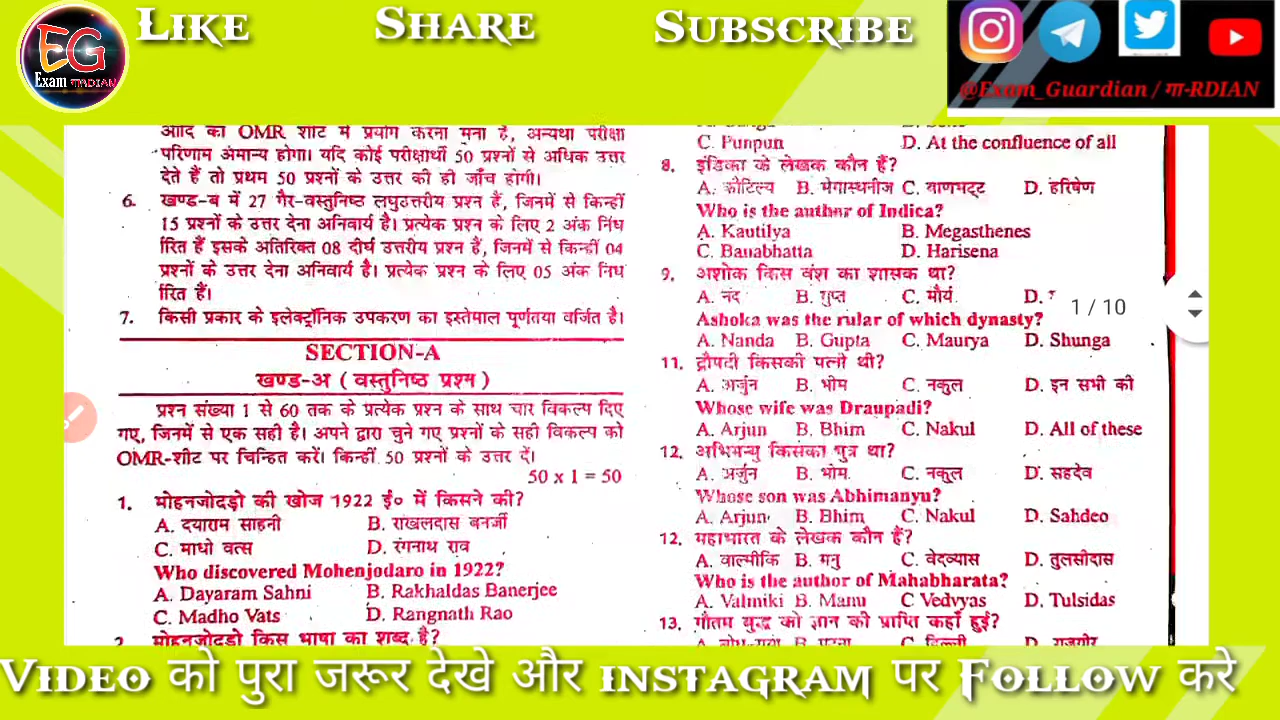 EG
Exam गाRDIAN
LIKE
SHARE
SUBSCRIBE
@Exam_Guardian / गा-RDIAN
आदि का OMR शीट में प्रयोग करना मना है, अन्यथा परीक्षा
परिणाम अमान्य होगा। यदि कोई परीक्षार्थी 50 प्रश्नों से अधिक उत्तर
देते हैं तो प्रथम 50 प्रश्नों के उत्तर की ही जाँच होगी।
6. खण्ड-ब में 27 गैर-वस्तुनिष्ठ लघुउत्तरीय प्रश्न हैं, जिनमें से किन्हीं
15 प्रश्नों के उत्तर देना अनिवार्य है। प्रत्येक प्रश्न के लिए 2 अंक निंध
रित हैं इसके अतिरिक्त 08 दीर्घ उत्तरीय प्रश्न हैं, जिनमें से किन्हीं 04
प्रश्नों के उत्तर देना अनिवार्य है। प्रत्येक प्रश्न के लिए 05 अंक निध
रित हैं।
7. किसी प्रकार के इलेक्ट्रॉनिक उपकरण का इस्तेमाल पूर्णतया वर्जित है।
SECTION-A
खण्ड-अ ( वस्तुनिष्ठ प्रश्न )
प्रश्न संख्या 1 से 60 तक के प्रत्येक प्रश्न के साथ चार विकल्प दिए
गए, जिनमें से एक सही है। अपने द्वारा चुने गए प्रश्नों के सही विकल्प को
OMR-शीट पर चिन्हित करें। किन्हीं 50 प्रश्नों के उत्तर दें।
50 x 1 = 50
1. मोहनजोदड़ो की खोज 1922 ई० में किसने की?
A. दयाराम साहनी B. राखलदास बनर्जी
C. माधो वत्स D. रंगनाथ राव
Who discovered Mohenjodaro in 1922?
A. Dayaram Sahni B. Rakhaldas Banerjee
C. Madho Vats D. Rangnath Rao
2. मोहनजोदड़ो किस भाषा का शब्द है?
C. Punpun D. At the confluence of all
8. इंडिका के लेखक कौन हैं?
A. कौटिल्य B. मेगास्थनीज C. बाणभट्ट D. हरिषेण
Who is the author of Indica?
A. Kautilya B. Megasthenes
C. Banabhatta D. Harisena
9. अशोक किस वंश का शासक था?
A. नंद B. गुप्त C. मौर्य D.
1 / 10
Ashoka was the rular of which dynasty?
A. Nanda B. Gupta C. Maurya D. Shunga
11. द्रौपदी किसकी पत्नी थी?
A. अर्जुन B. भीम C. नकुल D. इन सभी की
Whose wife was Draupadi?
A. Arjun B. Bhim C. Nakul D. All of these
12. अभिमन्यु किसका पुत्र था?
A. अर्जुन B. भीम C. नकुल D. सहदेव
Whose son was Abhimanyu?
A. Arjun B. Bhim C. Nakul D. Sahdeo
12. महाभारत के लेखक कौन हैं?
A. वाल्मीकि B. मनु C. वेदव्यास D. तुलसीदास
Who is the author of Mahabharata?
A. Valmiki B. Manu C Vedvyas D. Tulsidas
13. गौतम बुद्ध को ज्ञान की प्राप्ति कहाँ हुई?
VIDEO को पुरा जरूर देखे और INSTAGRAM पर FOLLOW करे